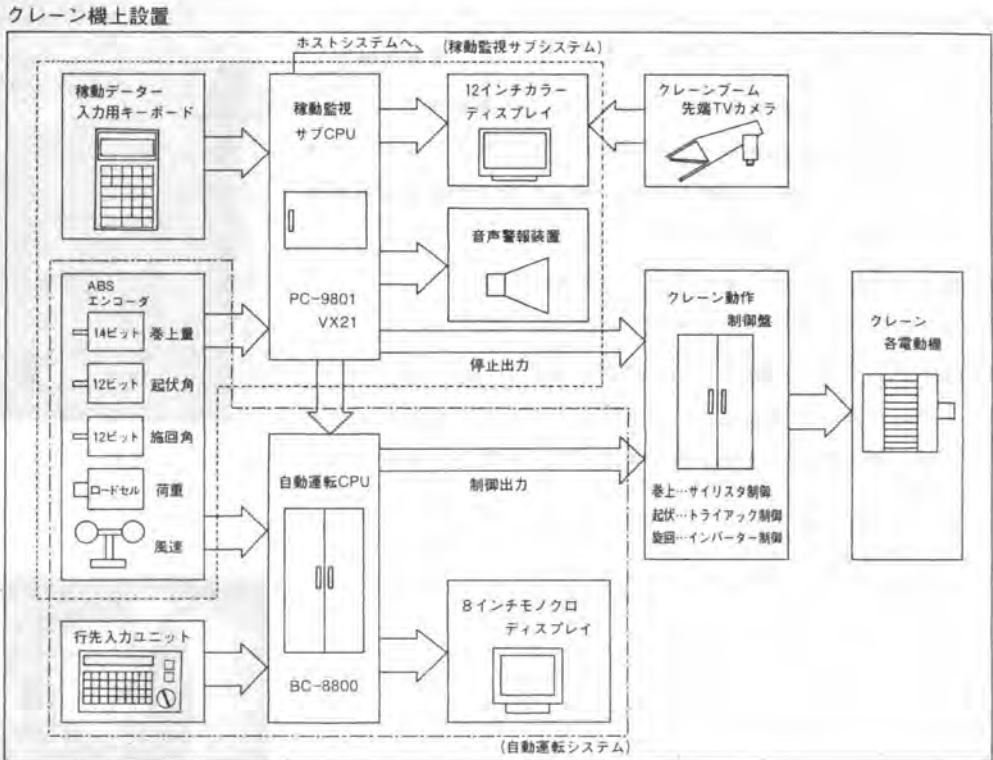 クレーン機上設置
ホストシステムへ
(稼動監視サブシステム)
稼動データー
入力用キーボード
稼動監視
サブCPU
PC-9801
VX21
12インチカラー
ディスプレイ
クレーンブーム
先端TVカメラ
音声警報装置
ABS
エンコーダ
14ビット 巻上量
12ビット 起伏角
12ビット 施回角
ロードセル 荷重
風速
停止出力
クレーン動作
制御盤
巻上…サイリスタ制御
起伏…トライアック制御
旋回…インバーター制御
クレーン
各電動機
自動運転CPU
BC-8800
制御出力
行先入力ユニット
8インチモノクロ
ディスプレイ
(自動運転システム)